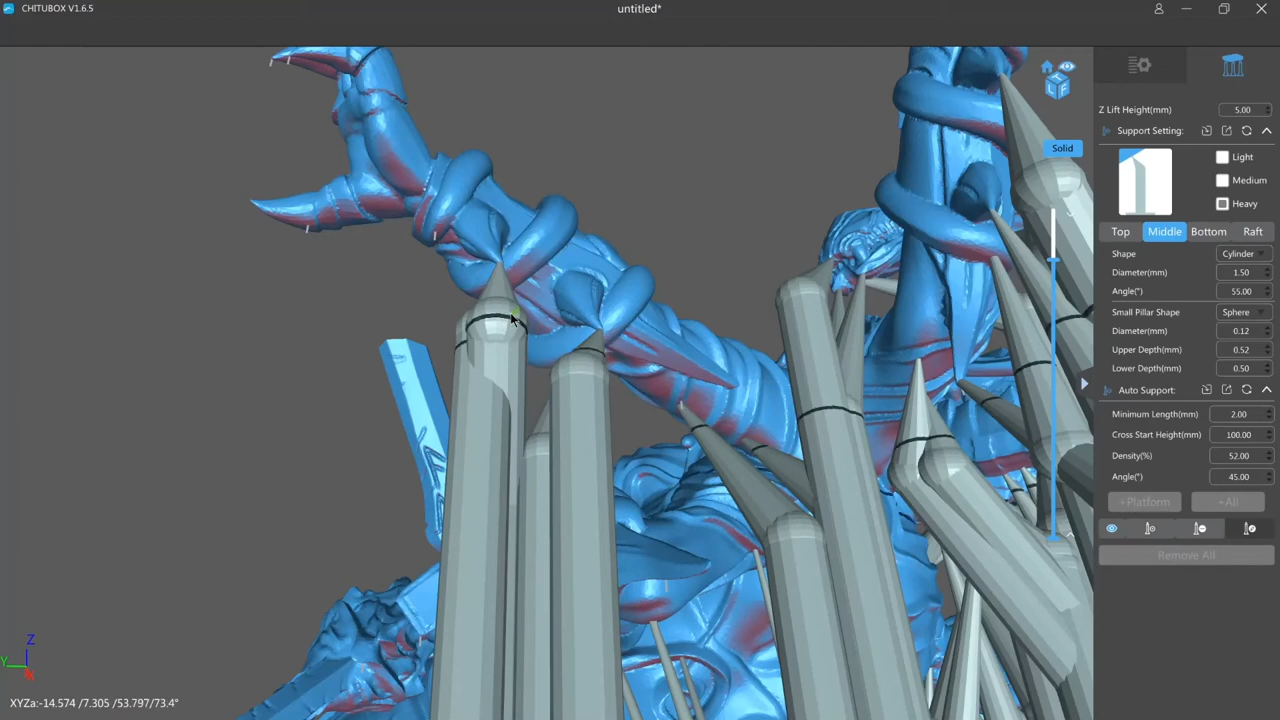 CHITUBOX V1.6.5
untitled*
T
L F
Solid
Z Lift Height(mm) 5.00
Support Setting:
Light
Medium
Heavy
Top Middle Bottom Raft
Shape Cylinder
Diameter(mm) 1.50
Angle(°) 55.00
Small Pillar Shape Sphere
Diameter(mm) 0.12
Upper Depth(mm) 0.52
Lower Depth(mm) 0.50
Auto Support:
Minimum Length(mm) 2.00
Cross Start Height(mm) 100.00
Density(%) 52.00
Angle(°) 45.00
+Platform +All
Remove All
Z
Y
X
XYZa:-14.574 /7.305 /53.797/73.4°